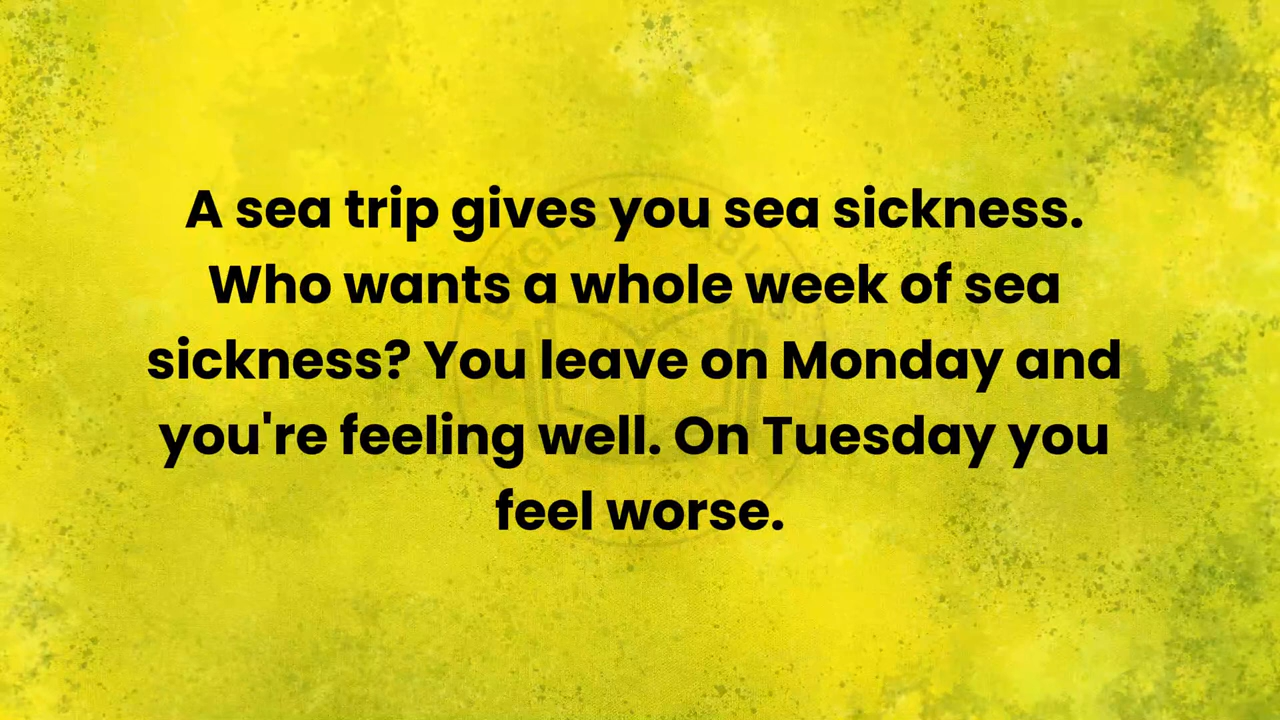 A sea trip gives you sea sickness.
Who wants a whole week of sea
sickness? You leave on Monday and
you're feeling well. On Tuesday you
feel worse.